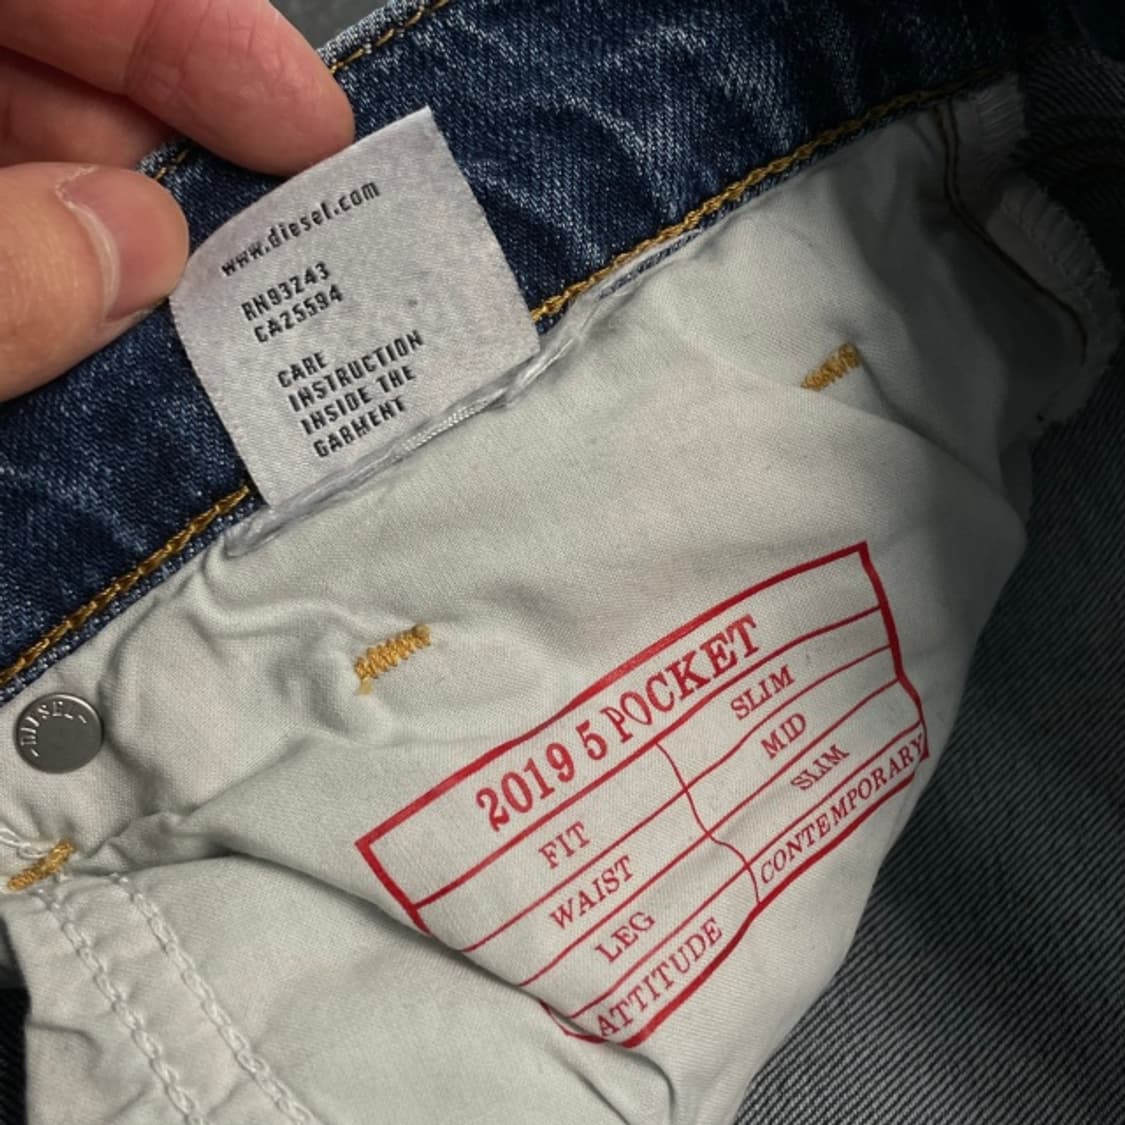 www.diesel.com
RN93243
CA25594
CARE
INSTRUCTION
INSIDE THE
GARMENT
2019 5 POCKET
FIT SLIM
WAIST MID
LEG SLIM
ATTITUDE CONTEMPORARY
DIESEL